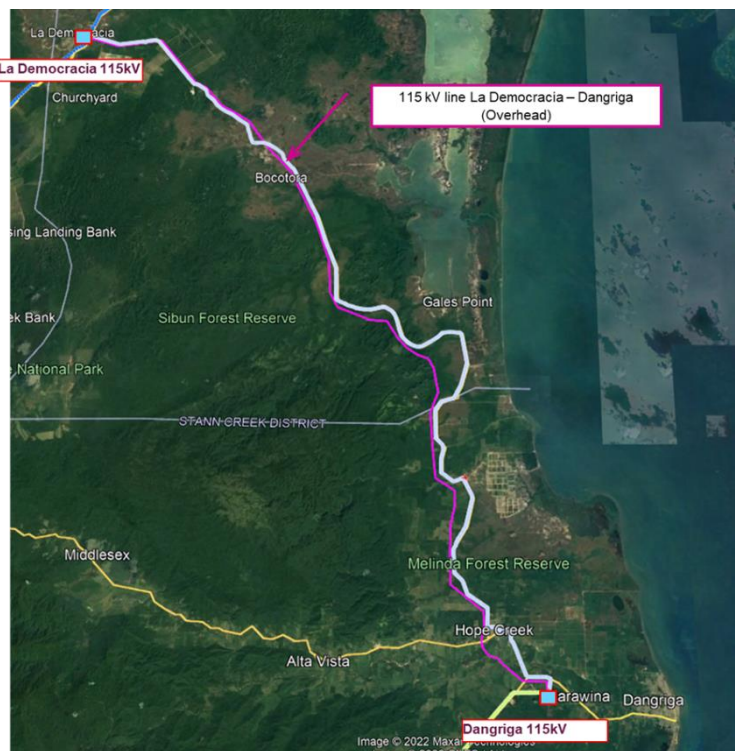 La Democracia
La Democracia 115kV
Churchyard
115 kV line La Democracia – Dangriga
(Overhead)
Bocotora
sing Landing Bank
Gales Point
ek Bank
Sibun Forest Reserve
e National Park
STANN CREEK DISTRICT
Middlesex
Melinda Forest Reserve
Hope Creek
Alta Vista
arawina
Dangriga
Dangriga 115kV
Image © 2022 Maxar Technologies